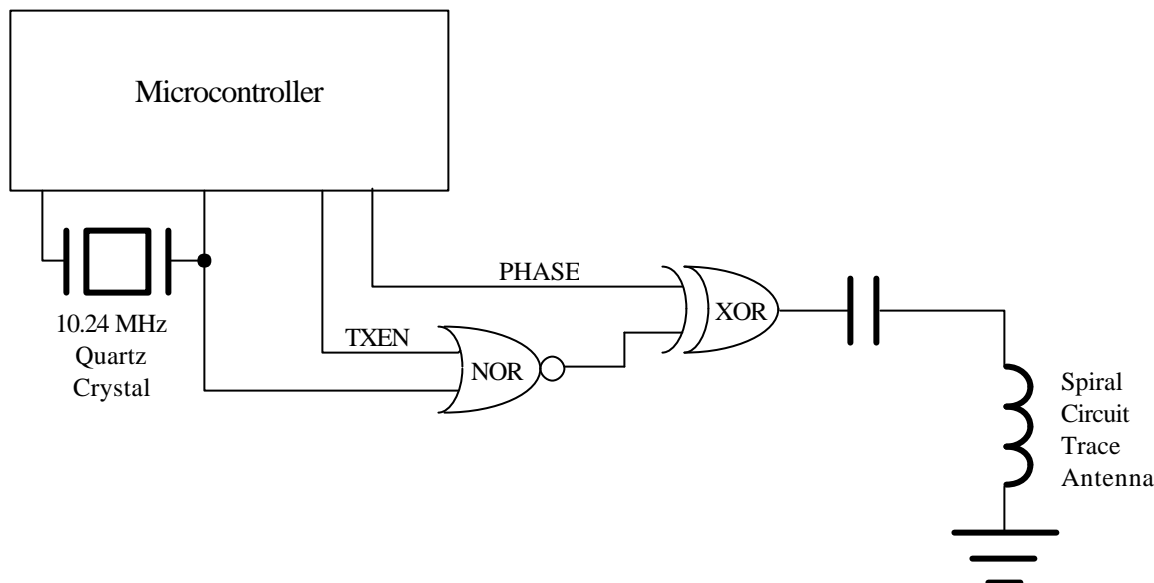 Microcontroller
10.24 MHz
Quartz
Crystal
PHASE
TXEN
NOR
XOR
Spiral
Circuit
Trace
Antenna